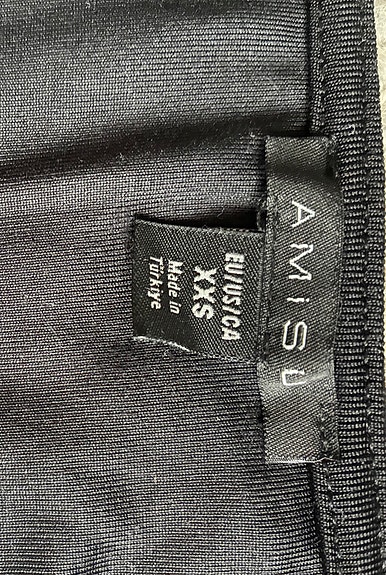 AMiSU
EU/US/CA
XXS
Made in
Türkiye